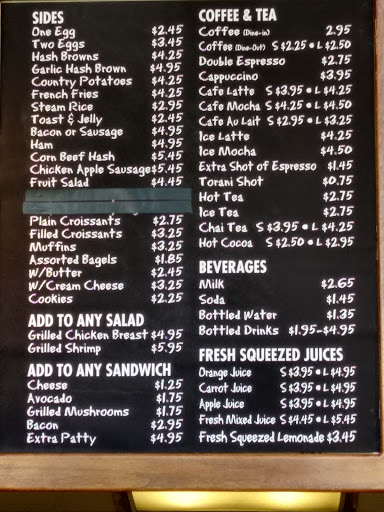 SIDES
One Egg $2.45
Two Eggs $3.45
Hash Browns $4.25
Garlic Hash Brown $4.95
Country Potatoes $4.25
French Fries $4.25
Steam Rice $2.95
Toast & Jelly $2.45
Bacon or Sausage $4.95
Ham $4.95
Corn Beef Hash $5.45
Chicken Apple Sausage $5.45
Fruit Salad $4.45
Plain Croissants $2.75
Filled Croissants $3.25
Muffins $3.25
Assorted Bagels $1.85
W/Butter $2.45
W/Cream Cheese $3.25
Cookies $2.25
ADD TO ANY SALAD
Grilled Chicken Breast $4.95
Grilled Shrimp $5.95
ADD TO ANY SANDWICH
Cheese $1.25
Avocado $1.75
Grilled Mushrooms $1.75
Bacon $2.95
Extra Patty $4.95
COFFEE & TEA
Coffee (Dine-in) 2.95
Coffee (Dine-Out) S $2.25 • L $2.50
Double Espresso $2.75
Cappuccino $3.95
Cafe Latte S $3.95 • L $4.25
Cafe Mocha S $4.25 • L $4.50
Cafe Au Lait S $2.95 • L $3.25
Ice Latte $4.25
Ice Mocha $4.50
Extra Shot of Espresso $1.45
Torani Shot $0.75
Hot Tea $2.75
Ice Tea $2.75
Chai Tea S $3.95 • L $4.25
Hot Cocoa S $2.50 • L $2.95
BEVERAGES
Milk $2.65
Soda $1.45
Bottled Water $1.35
Bottled Drinks $1.95-$4.95
FRESH SQUEEZED JUICES
Orange Juice S $3.95 • L $4.95
Carrot Juice S $3.95 • L $4.95
Apple Juice S $3.95 • L $4.95
Fresh Mixed Juice S $4.45 • L $5.45
Fresh Squeezed Lemonade $3.45